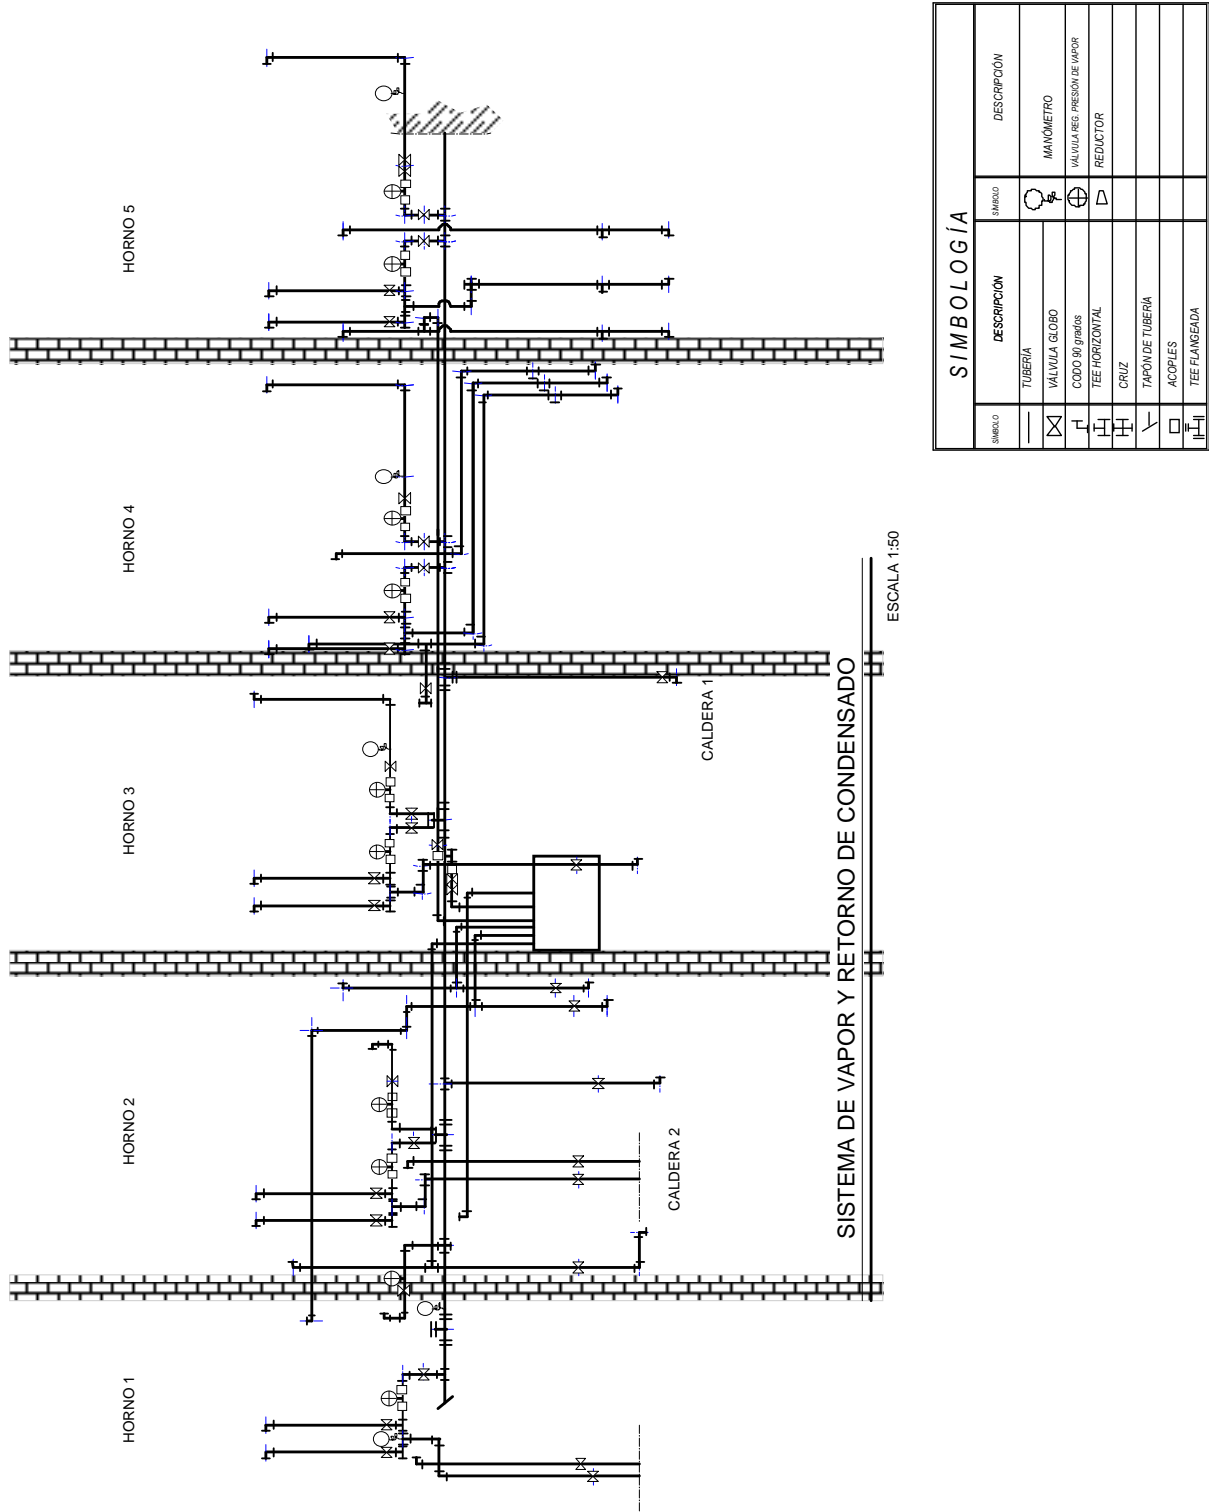 HORNO 1
HORNO 2
HORNO 3
HORNO 4
HORNO 5
CALDERA 2
CALDERA 1
SISTEMA DE VAPOR Y RETORNO DE CONDENSADO
ESCALA 1:50
SIMBOLOGÍA
SÍMBOLO DESCRIPCIÓN SÍMBOLO DESCRIPCIÓN
TUBERÍA
VÁLVULA GLOBO
MANÓMETRO
CODO 90 grados
VÁLVULA REG. PRESIÓN DE VAPOR
TEE HORIZONTAL
REDUCTOR
CRUZ
TAPÓN DE TUBERÍA
ACOPLES
TEE FLANGEADA